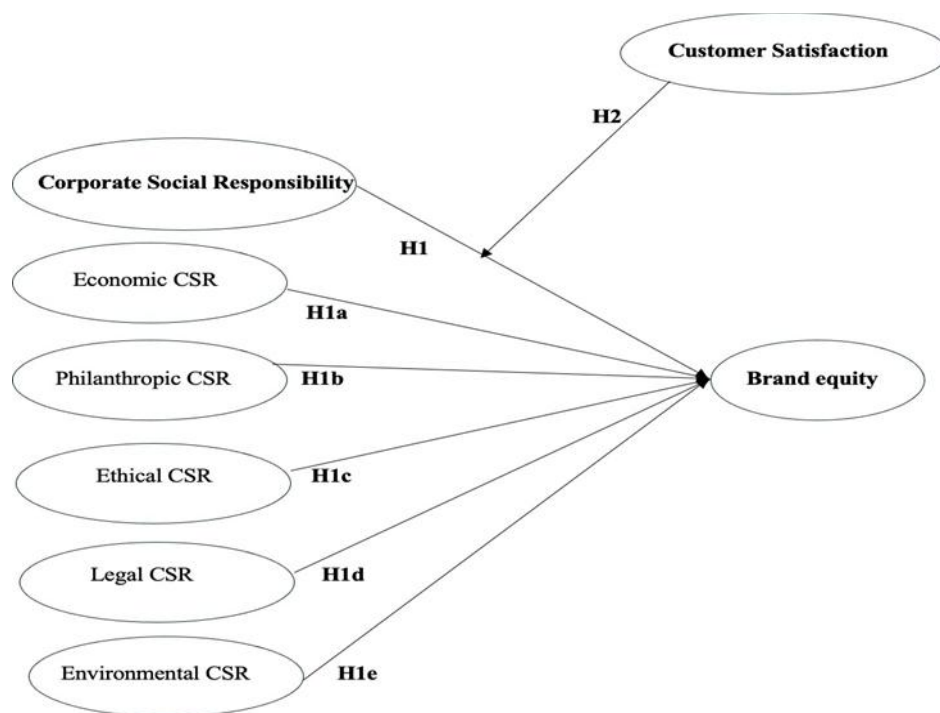 Customer Satisfaction
H2
Corporate Social Responsibility
H1
Economic CSR
H1a
Philanthropic CSR
H1b
Brand equity
Ethical CSR
H1c
Legal CSR
H1d
Environmental CSR
H1e